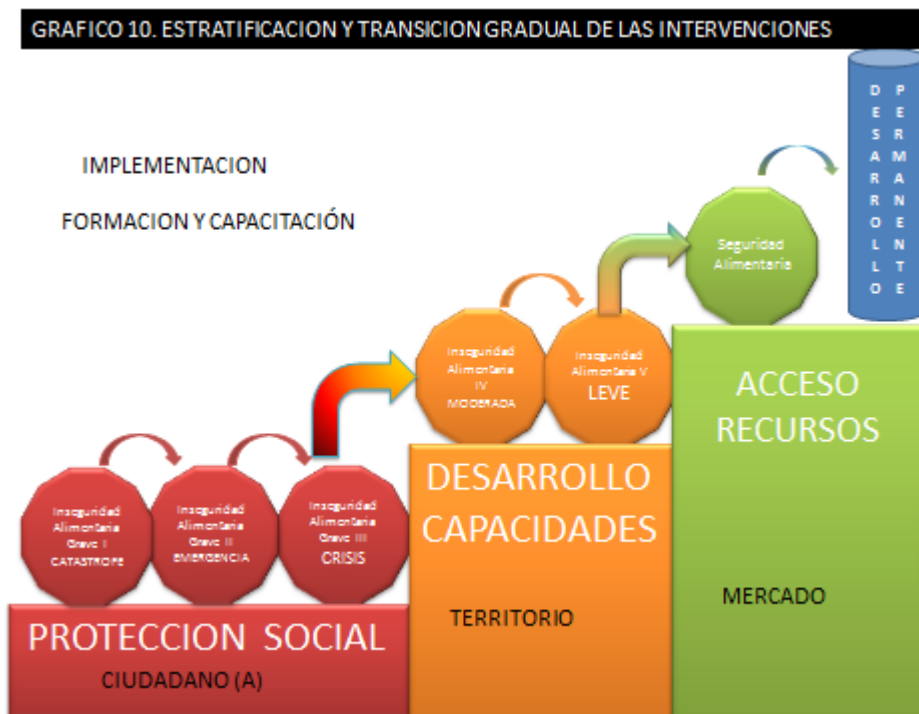 GRAFICO 10. ESTRATIFICACION Y TRANSICION GRADUAL DE LAS INTERVENCIONES
IMPLEMENTACION
FORMACION Y CAPACITACIÓN
DESARROLLO
PERMANENTE
Seguridad
Alimentaria
Inseguridad
Alimentaria
IV
MODERADA
Inseguridad
Alimentaria V
LEVE
Inseguridad
Alimentaria
Grave I
CATASTROFE
Inseguridad
Alimentaria
Grave II
EMERGENCIA
Inseguridad
Alimentaria
Grave III
CRISIS
ACCESO
RECURSOS
MERCADO
DESARROLLO
CAPACIDADES
TERRITORIO
PROTECCION SOCIAL
CIUDADANO (A)